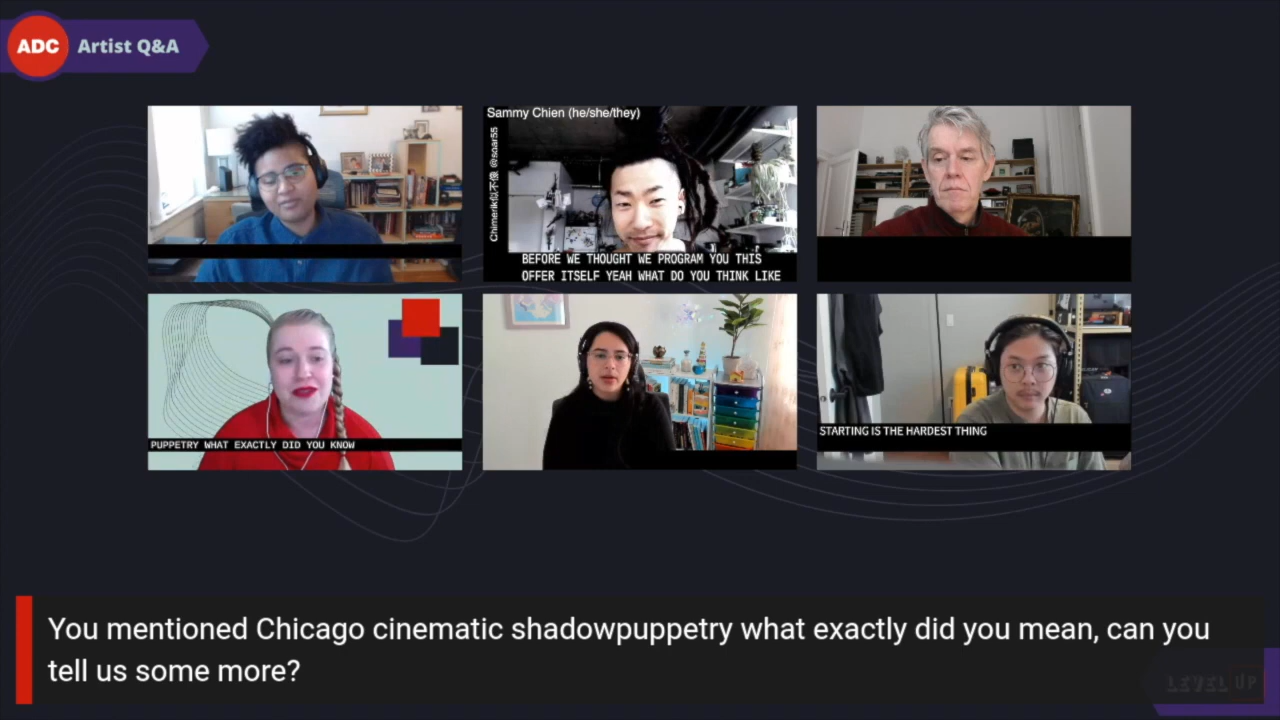 ADC Artist Q&A
Sammy Chien (he/she/they)
Chimerik似不像 @soar55
BEFORE WE THOUGHT WE PROGRAM YOU THIS
OFFER ITSELF YEAH WHAT DO YOU THINK LIKE
PUPPETRY WHAT EXACTLY DID YOU KNOW
STARTING IS THE HARDEST THING
You mentioned Chicago cinematic shadowpuppetry what exactly did you mean, can you
tell us some more?
LEVEL UP